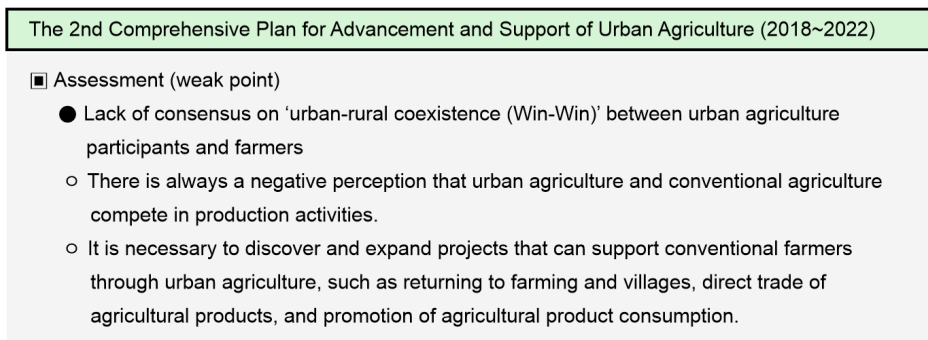 The 2nd Comprehensive Plan for Advancement and Support of Urban Agriculture (2018~2022)
▣ Assessment (weak point)
● Lack of consensus on ‘urban-rural coexistence (Win-Win)’ between urban agriculture
participants and farmers
○ There is always a negative perception that urban agriculture and conventional agriculture
compete in production activities.
○ It is necessary to discover and expand projects that can support conventional farmers
through urban agriculture, such as returning to farming and villages, direct trade of
agricultural products, and promotion of agricultural product consumption.